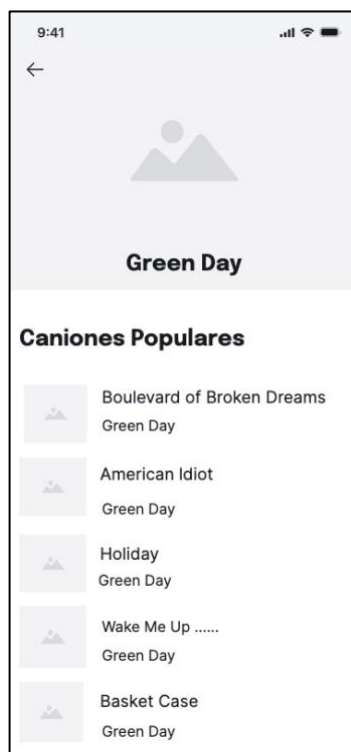 9:41
Green Day
Caniones Populares
Boulevard of Broken Dreams
Green Day
American Idiot
Green Day
Holiday
Green Day
Wake Me Up ......
Green Day
Basket Case
Green Day